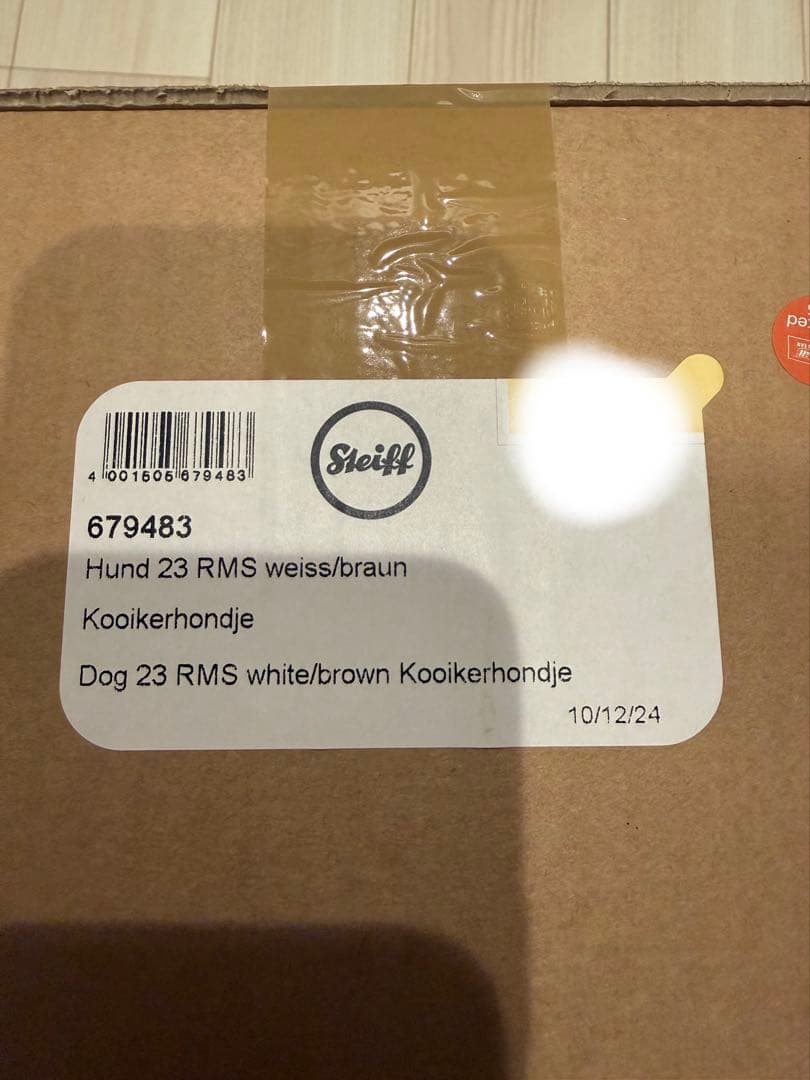 Steiff
4 001505 679483
679483
Hund 23 RMS weiss/braun
Kooikerhondje
Dog 23 RMS white/brown Kooikerhondje
10/12/24